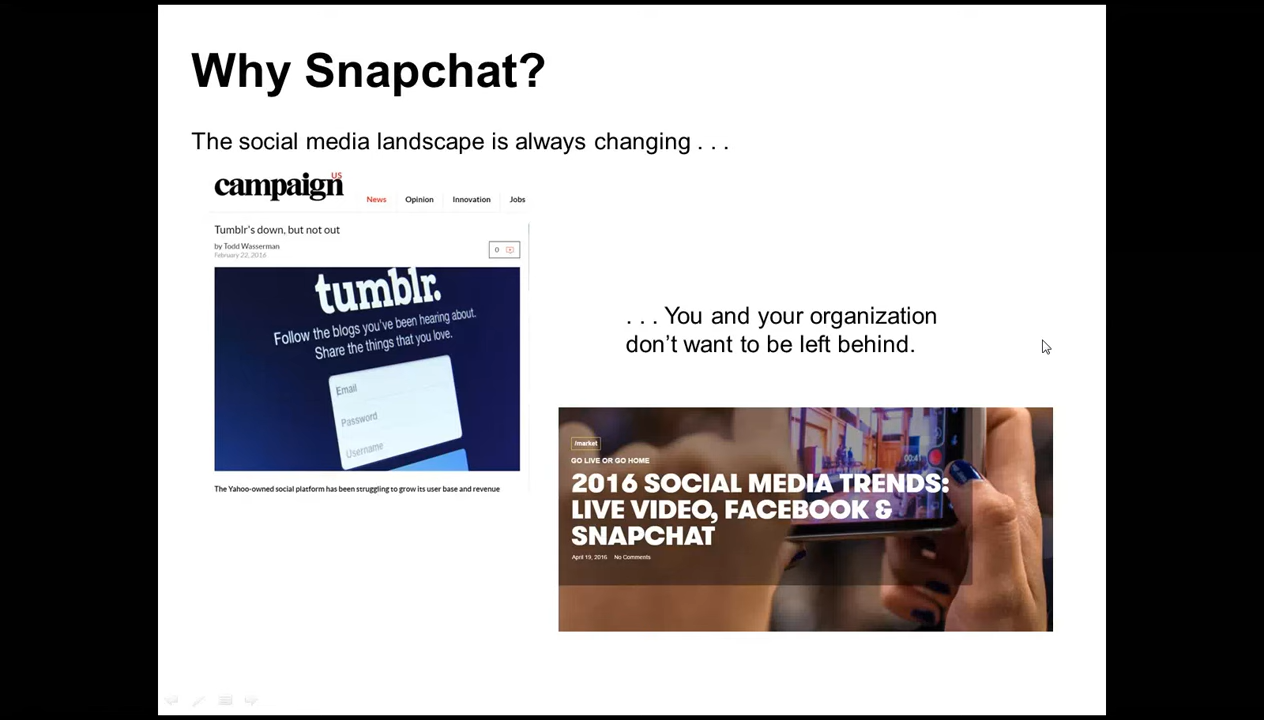 Why Snapchat?
The social media landscape is always changing . . .
campaign US
News Opinion Innovation Jobs
Tumblr's down, but not out
by Todd Wasserman
February 22, 2016
0
tumblr.
Follow the blogs you've been hearing about.
Share the things that you love.
Email
Password
Username
The Yahoo-owned social platform has been struggling to grow its user base and revenue
. . . You and your organization
don’t want to be left behind.
/market
GO LIVE OR GO HOME
00:41
2016 SOCIAL MEDIA TRENDS:
LIVE VIDEO, FACEBOOK &
SNAPCHAT
April 19, 2016 No Comments